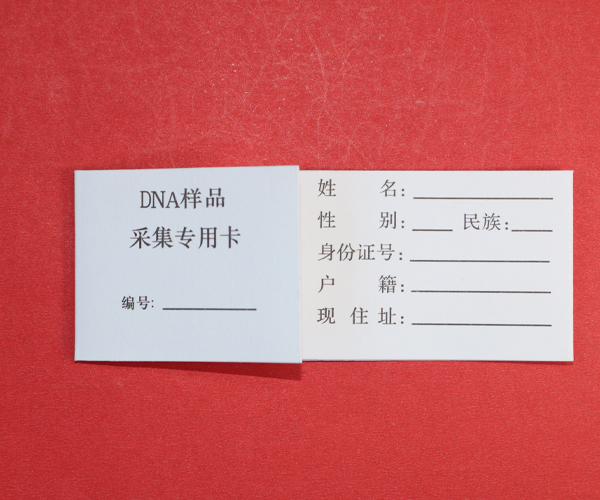 DNA样品
采集专用卡
编号:
姓 名:
性 别: 民族:
身份证号:
户 籍:
现 住 址: